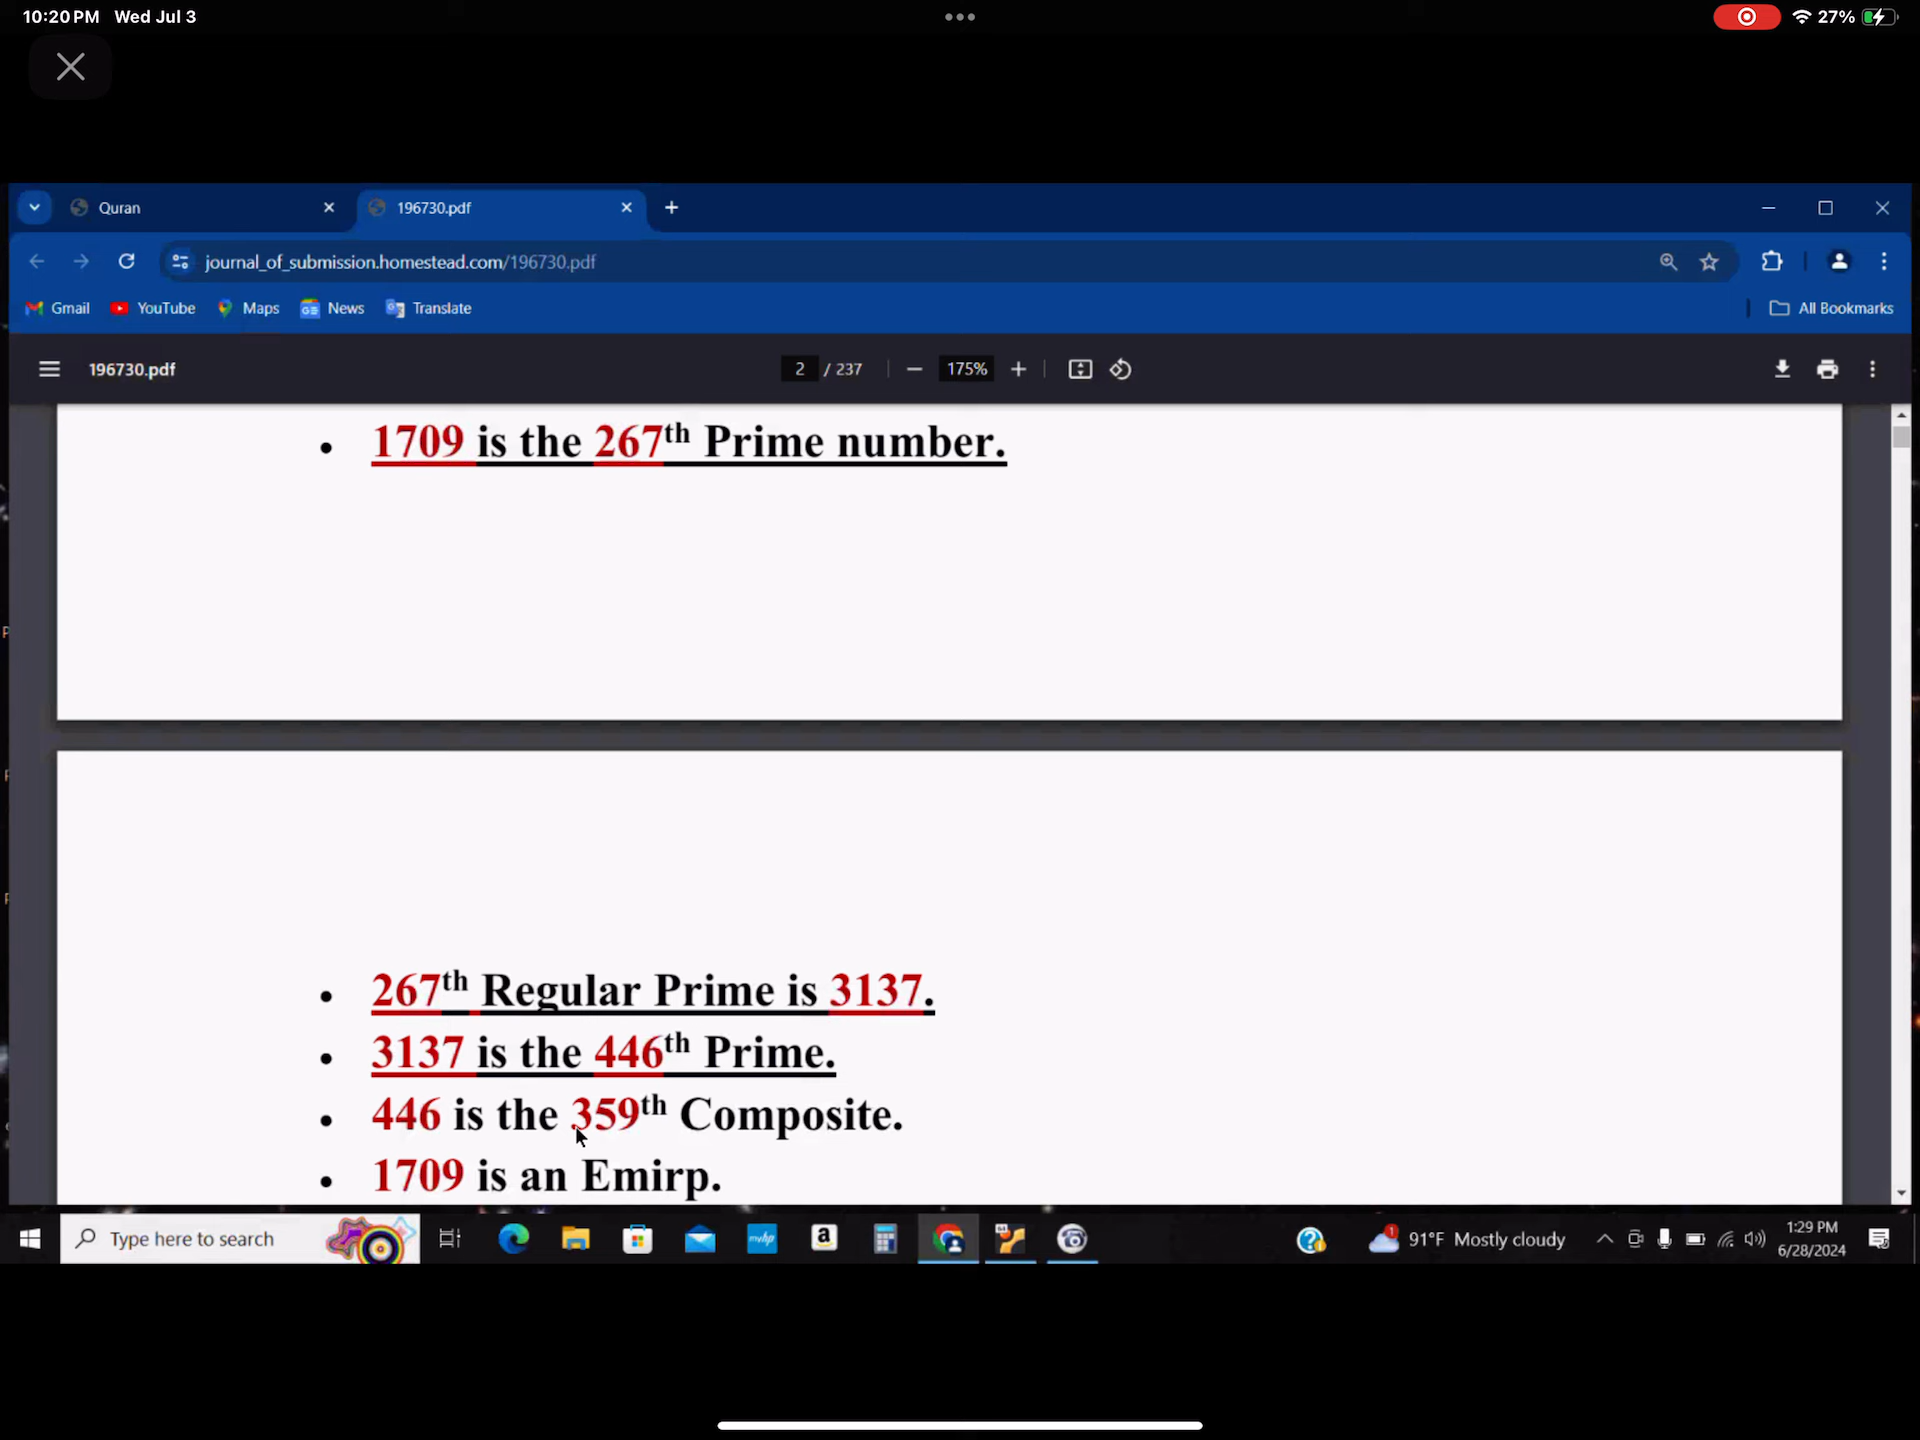 10:20 PM Wed Jul 3
27%
Quran
196730.pdf
journal_of_submission.homestead.com/196730.pdf
Gmail YouTube Maps News Translate All Bookmarks
196730.pdf 2 / 237 175%
• 1709 is the 267th Prime number.
• 267th Regular Prime is 3137.
• 3137 is the 446th Prime.
• 446 is the 359th Composite.
• 1709 is an Emirp.
Type here to search
91°F Mostly cloudy
1:29 PM
6/28/2024